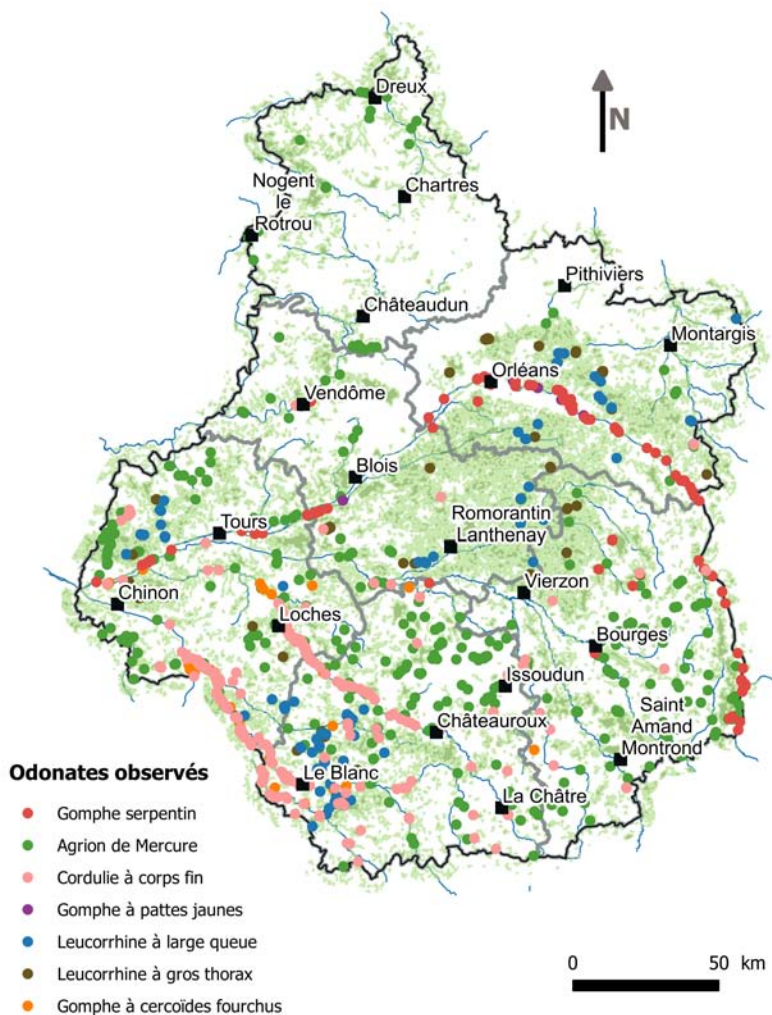 Dreux
N
Nogent
le
Rotrou
Chartres
Pithiviers
Châteaudun
Montargis
Orléans
Vendôme
Blois
Tours
Romorantin
Lanthenay
Chinon
Vierzon
Loches
Bourges
Issoudun
Saint
Amand
Montrond
Châteauroux
Le Blanc
La Châtre
Odonates observés
Gomphe serpentin
Agrion de Mercure
Cordulie à corps fin
Gomphe à pattes jaunes
Leucorrhine à large queue
Leucorrhine à gros thorax
Gomphe à cercoïdes fourchus
0 50 km